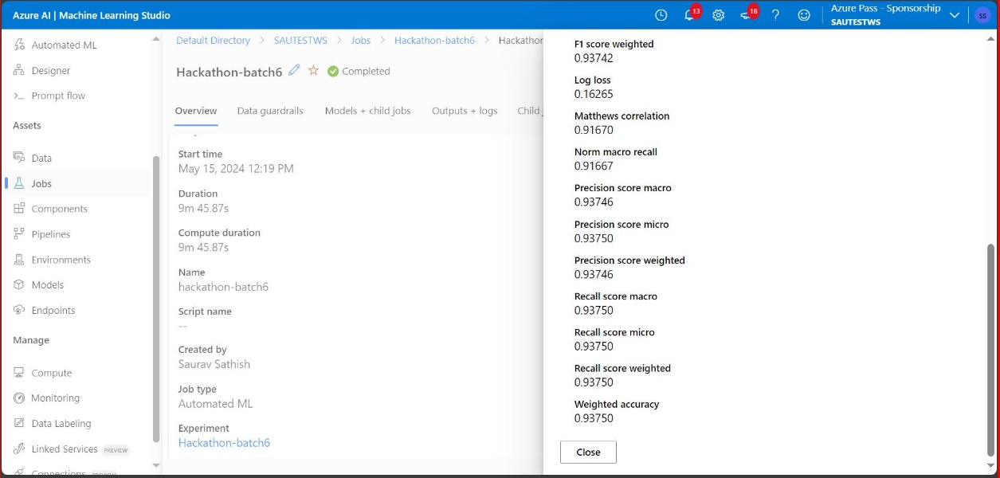 Azure AI | Machine Learning Studio
13
18
Azure Pass - Sponsorship
SAUTESTWS
SS
Automated ML
Designer
Prompt flow
Assets
Data
Jobs
Components
Pipelines
Environments
Models
Endpoints
Manage
Compute
Monitoring
Data Labeling
Linked Services PREVIEW
Connections PREVIEW
Default Directory > SAUTESTWS > Jobs > Hackathon-batch6 > Hackathor
Hackathon-batch6 Completed
Overview Data guardrails Models + child jobs Outputs + logs Child
Start time
May 15, 2024 12:19 PM
Duration
9m 45.87s
Compute duration
9m 45.87s
Name
hackathon-batch6
Script name
--
Created by
Saurav Sathish
Job type
Automated ML
Experiment
Hackathon-batch6
F1 score weighted
0.93742
Log loss
0.16265
Matthews correlation
0.91670
Norm macro recall
0.91667
Precision score macro
0.93746
Precision score micro
0.93750
Precision score weighted
0.93746
Recall score macro
0.93750
Recall score micro
0.93750
Recall score weighted
0.93750
Weighted accuracy
0.93750
Close